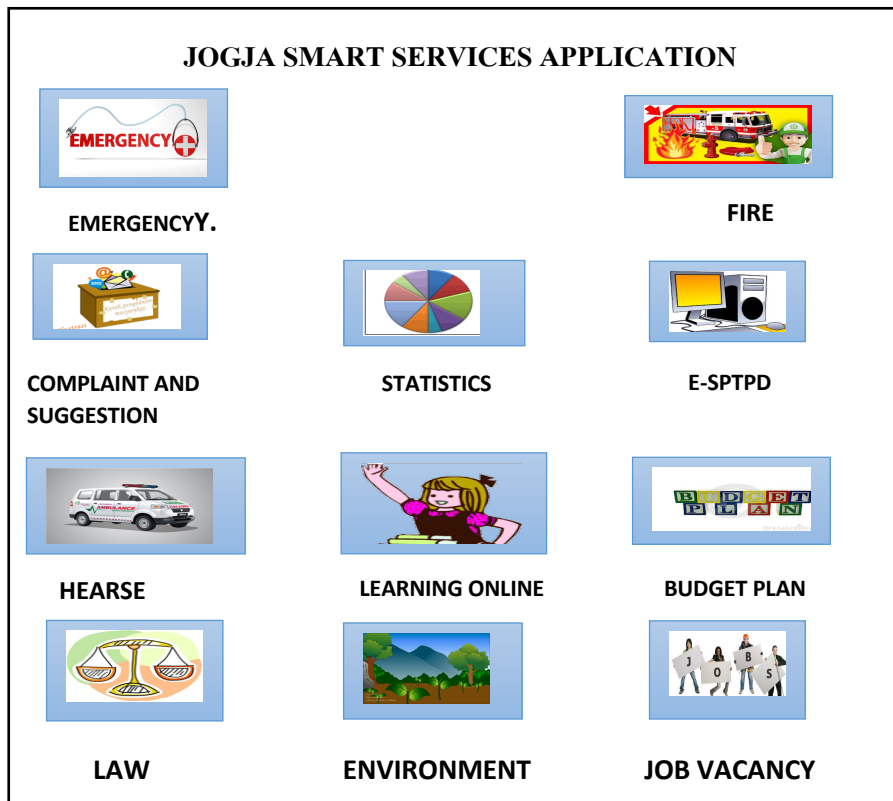 JOGJA SMART SERVICES APPLICATION
EMERGENCY
EMERGENCYY.
FIRE
COMPLAINT AND
SUGGESTION
STATISTICS
E-SPTPD
AMBULANCE
HEARSE
LEARNING ONLINE
BUDGET
PLAN
BUDGET PLAN
J O B S
LAW
ENVIRONMENT
JOB VACANCY